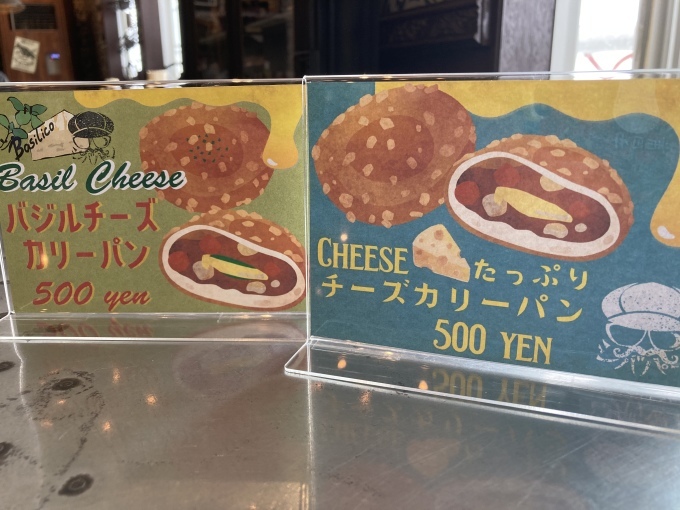 Basilico
Basil Cheese
バジルチーズ
カリーパン
500 yen
CHEESE たっぷり
チーズカリーパン
500 YEN